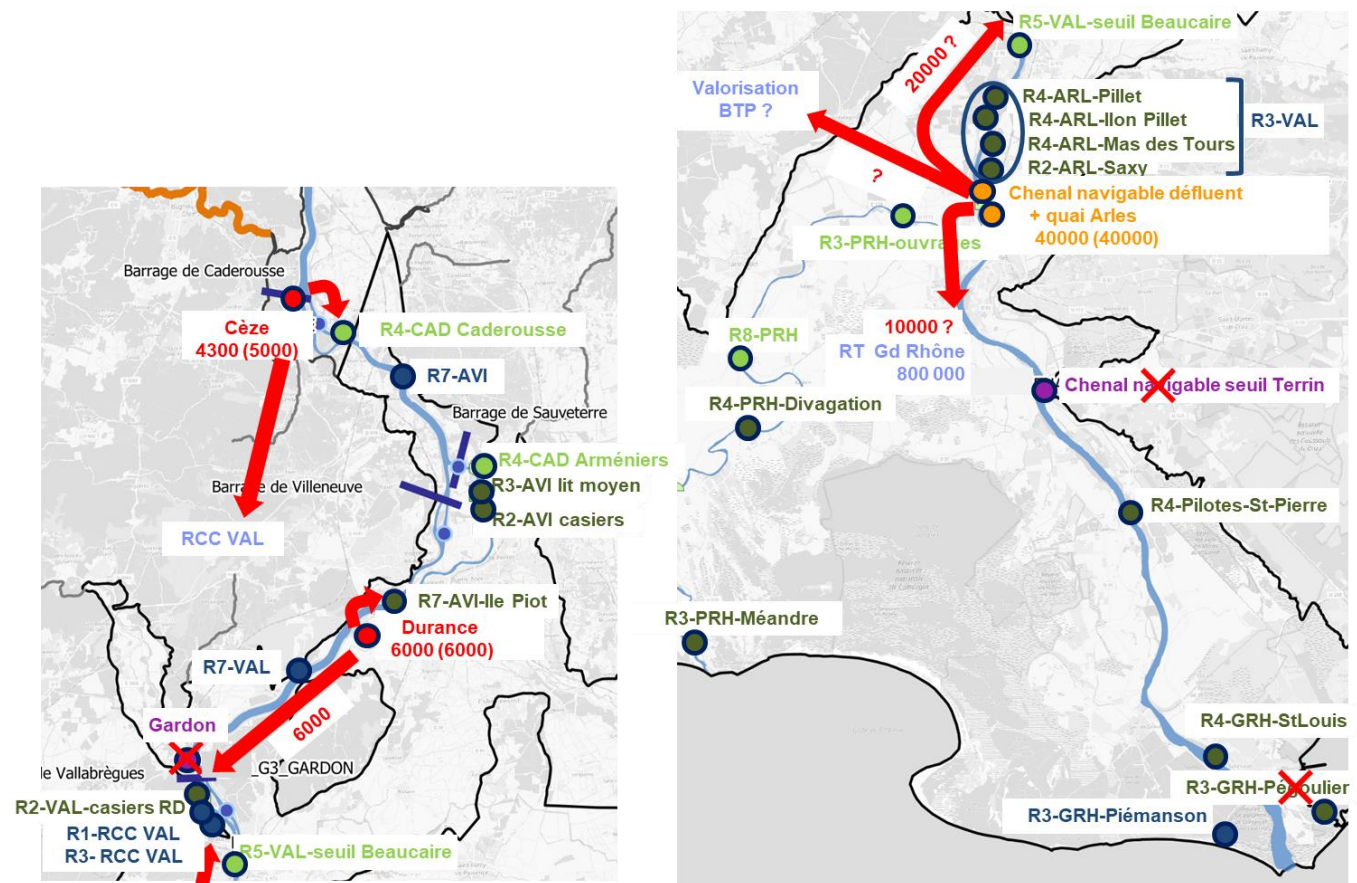 Barrage de Caderousse
Cèze
4300 (5000)
R4-CAD Caderousse
R7-AVI
Barrage de Sauveterre
R4-CAD Arméniers
Barrage de Villeneuve
R3-AVI lit moyen
R2-AVI casiers
RCC VAL
R7-AVI-Ile Piot
Durance
6000 (6000)
R7-VAL
6000
Gardon
_G3_GARDON
le Vallabrègues
R2-VAL-casiers RD
R1-RCC VAL
R3- RCC VAL
R5-VAL-seuil Beaucaire
R5-VAL-seuil Beaucaire
20000 ?
Valorisation
BTP ?
R4-ARL-Pillet
R4-ARL-Ilon Pillet
R3-VAL
R4-ARL-Mas des Tours
R2-ARL-Saxy
?
Chenal navigable défluent
+ quai Arles
40000 (40000)
R3-PRH-ouvrages
10000 ?
RT Gd Rhône
800 000
R8-PRH
Chenal navigable seuil Terrin
R4-PRH-Divagation
R4-Pilotes-St-Pierre
R3-PRH-Méandre
R4-GRH-StLouis
R3-GRH-Pégoulier
R3-GRH-Piémanson